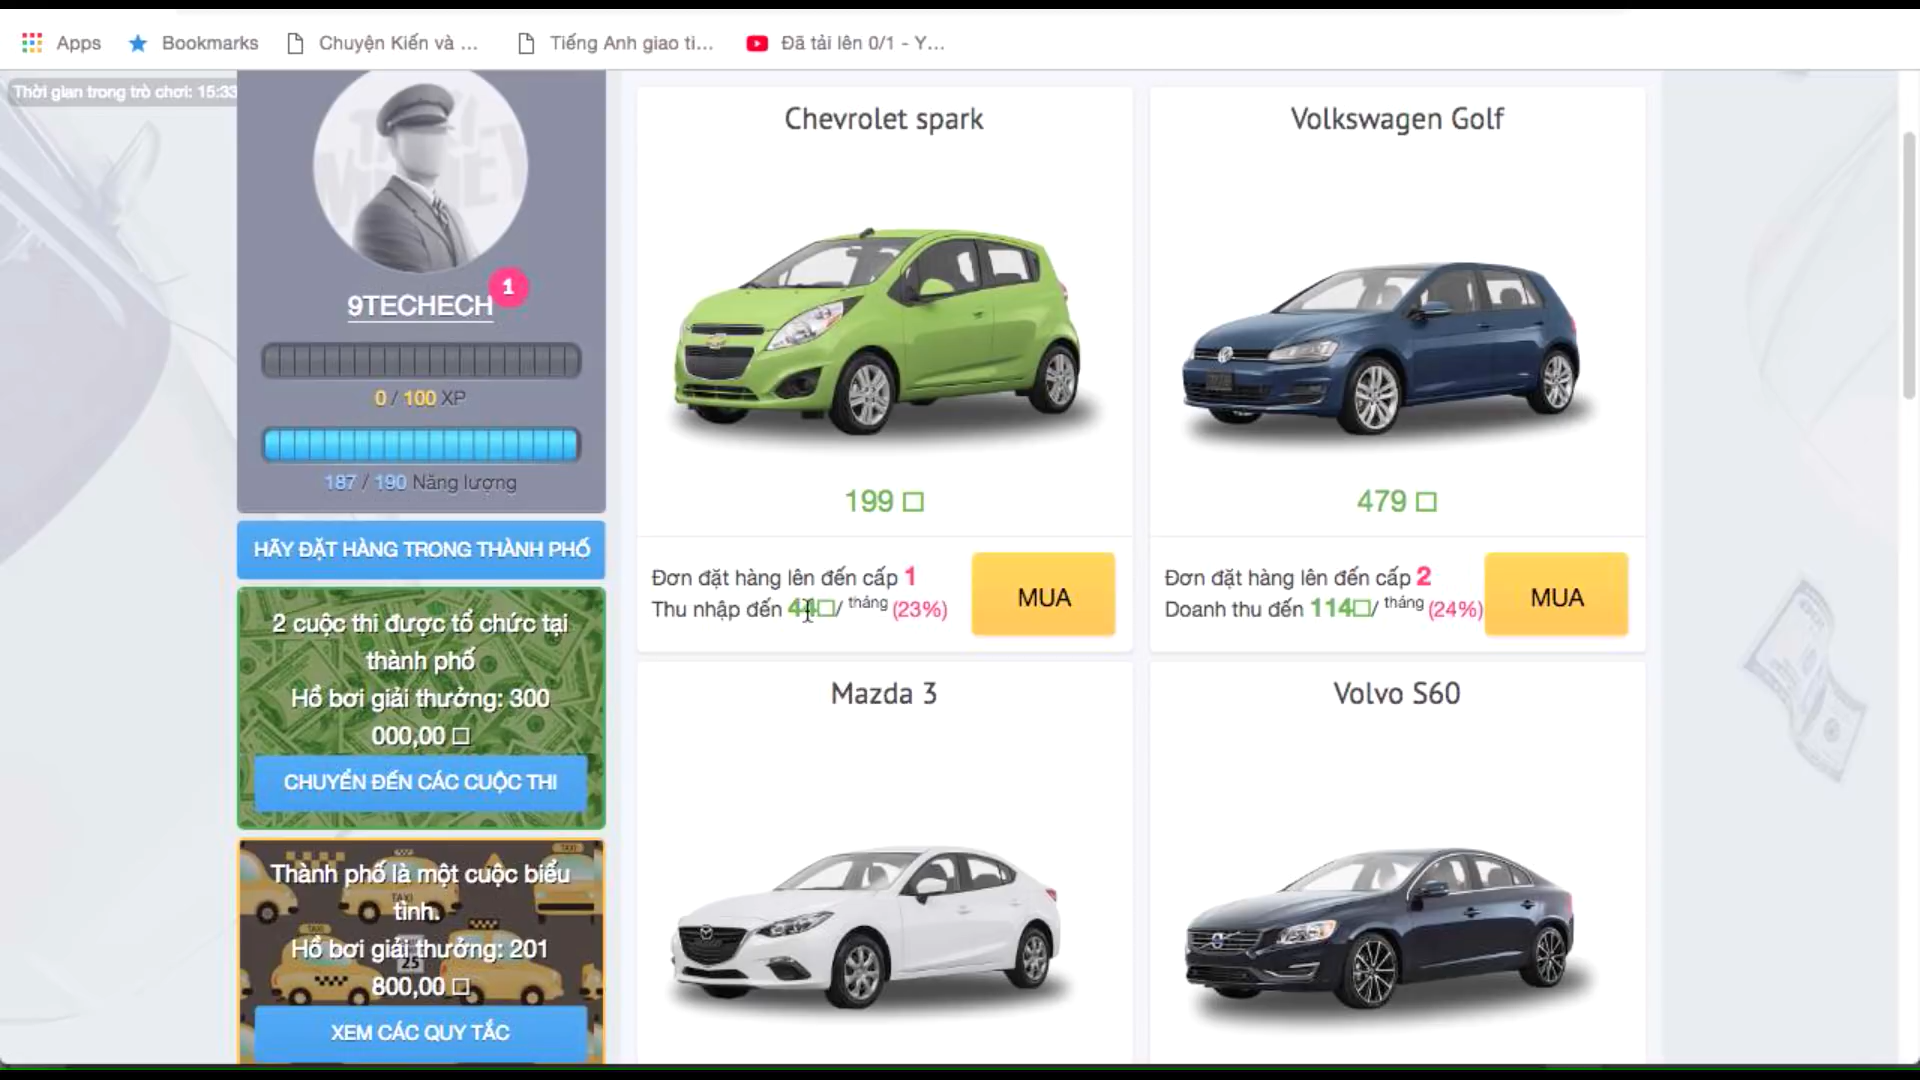 Apps
Bookmarks
Chuyện Kiến và ...
Tiếng Anh giao ti...
Đã tải lên 0/1 - Y...
Thời gian trong trò chơi: 15:33
9TECHECH
1
0 / 100 XP
187 / 190 Năng lượng
HÃY ĐẶT HÀNG TRONG THÀNH PHỐ
2 cuộc thi được tổ chức tại
thành phố
Hồ bơi giải thưởng: 300
000,00 □
CHUYỂN ĐẾN CÁC CUỘC THI
Thành phố là một cuộc biểu
tình.
Hồ bơi giải thưởng: 201
800,00 □
XEM CÁC QUY TẮC
Chevrolet spark
199 □
Đơn đặt hàng lên đến cấp 1
Thu nhập đến 44□/ tháng (23%)
MUA
Volkswagen Golf
479 □
Đơn đặt hàng lên đến cấp 2
Doanh thu đến 114□/ tháng (24%)
MUA
Mazda 3
Volvo S60